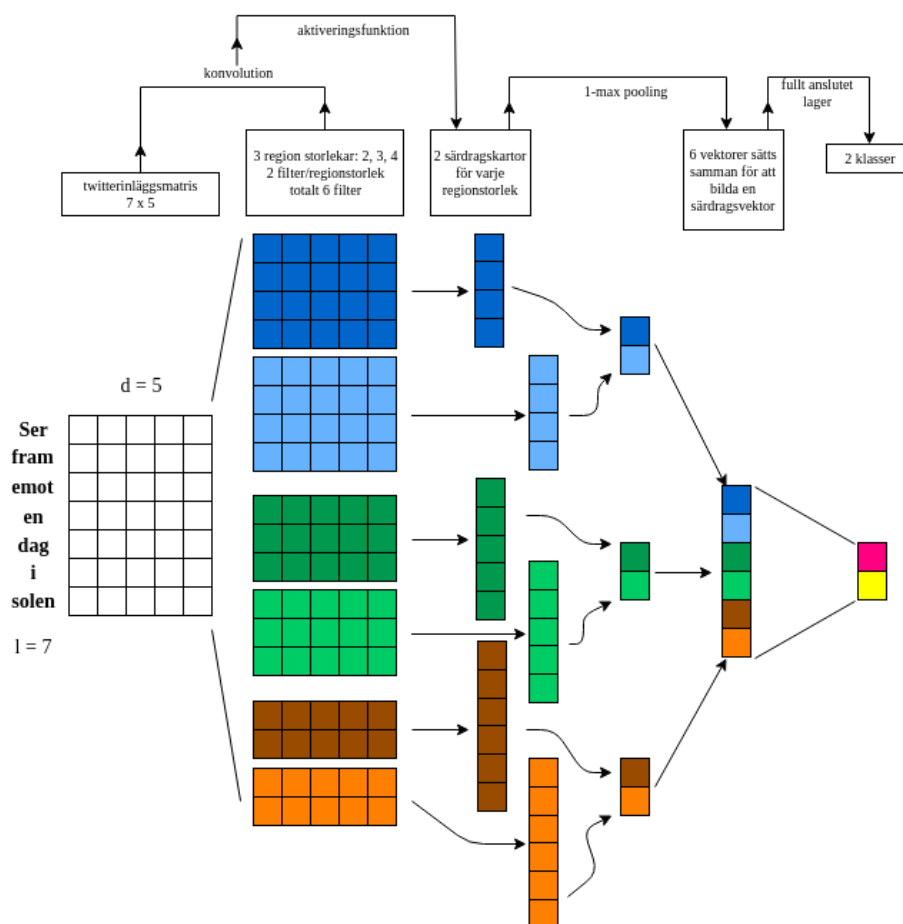 aktiveringsfunktion
konvolution
1-max pooling
fullt anslutet
lager
twitterinläggsmatris
7 x 5
3 region storlekar: 2, 3, 4
2 filter/regionstorlek
totalt 6 filter
2 särdragskartor
för varje
regionstorlek
6 vektorer sätts
samman för att
bilda en
särdragsvektor
2 klasser
d = 5
Ser
fram
emot
en
dag
i
solen
l = 7